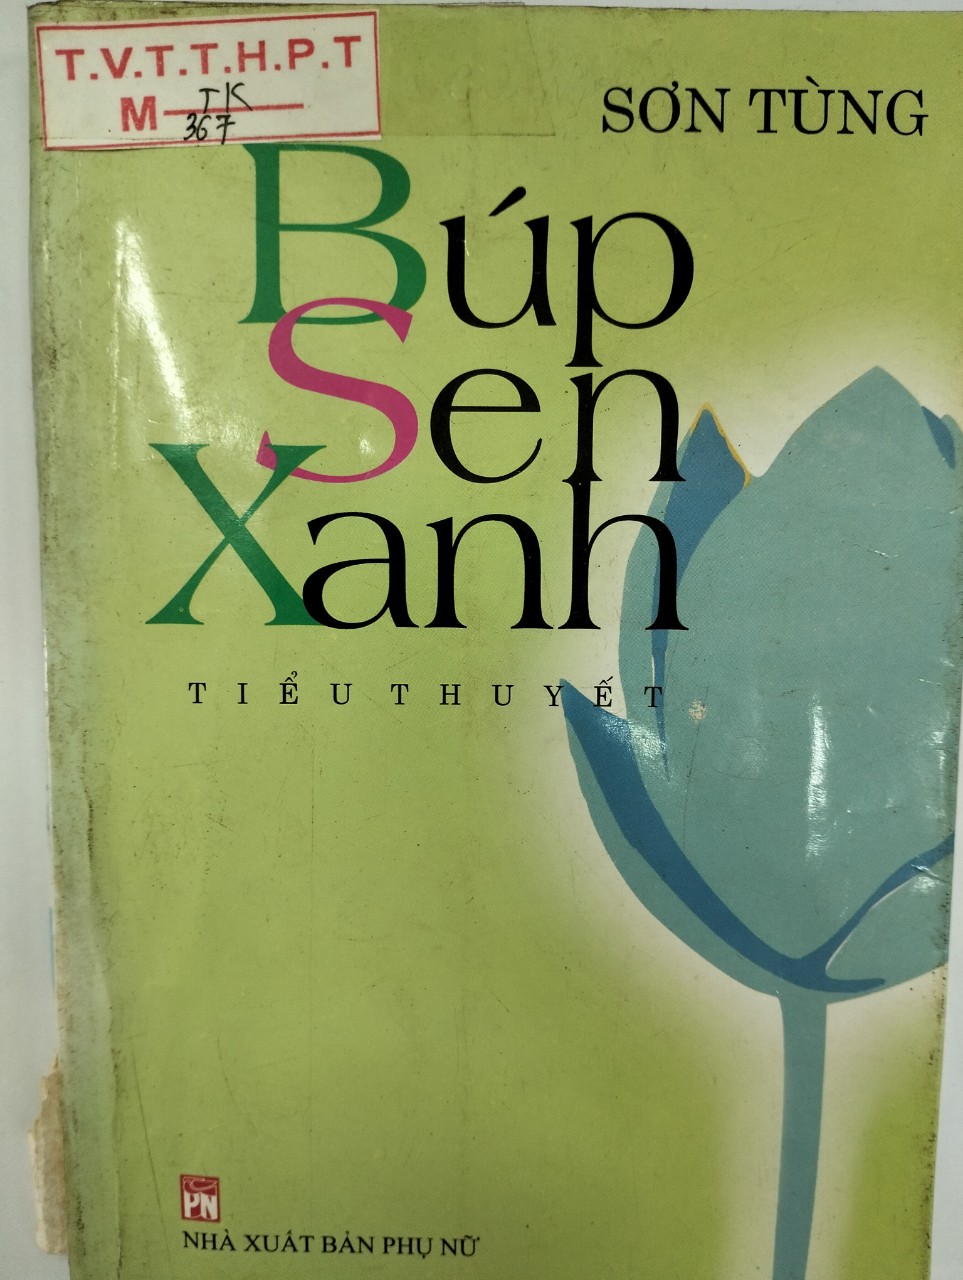 T.V.T.T.H.P.T
M TK
367
SƠN TÙNG
Búp
Sen
Xanh
TIỂU THUYẾT
PN
NHÀ XUẤT BẢN PHỤ NỮ